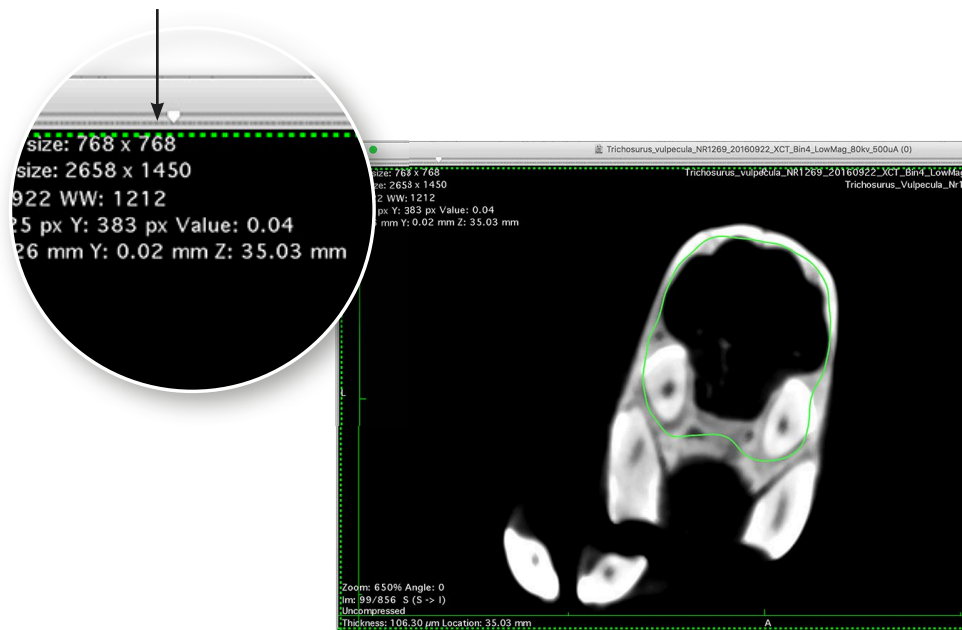 size: 768 x 768
size: 2658 x 1450
922 WW: 1212
25 px Y: 383 px Value: 0.04
26 mm Y: 0.02 mm Z: 35.03 mm
Trichosurus_vulpecula_NR1269_20160922_XCT_Bin4_LowMag_80kv_500uA (0)
size: 768 x 768
ze: 2658 x 1450
2 WW: 1212
px Y: 383 px Value: 0.04
mm Y: 0.02 mm Z: 35.03 mm
Trichosurus_vulpecula_NR1269_20160922_XCT_Bin4_LowMag
Trichosurus_Vulpecula_Nr1
L
Zoom: 650% Angle: 0
Im: 99/856 S (S -> I)
Uncompressed
Thickness: 106.30 µm Location: 35.03 mm
A